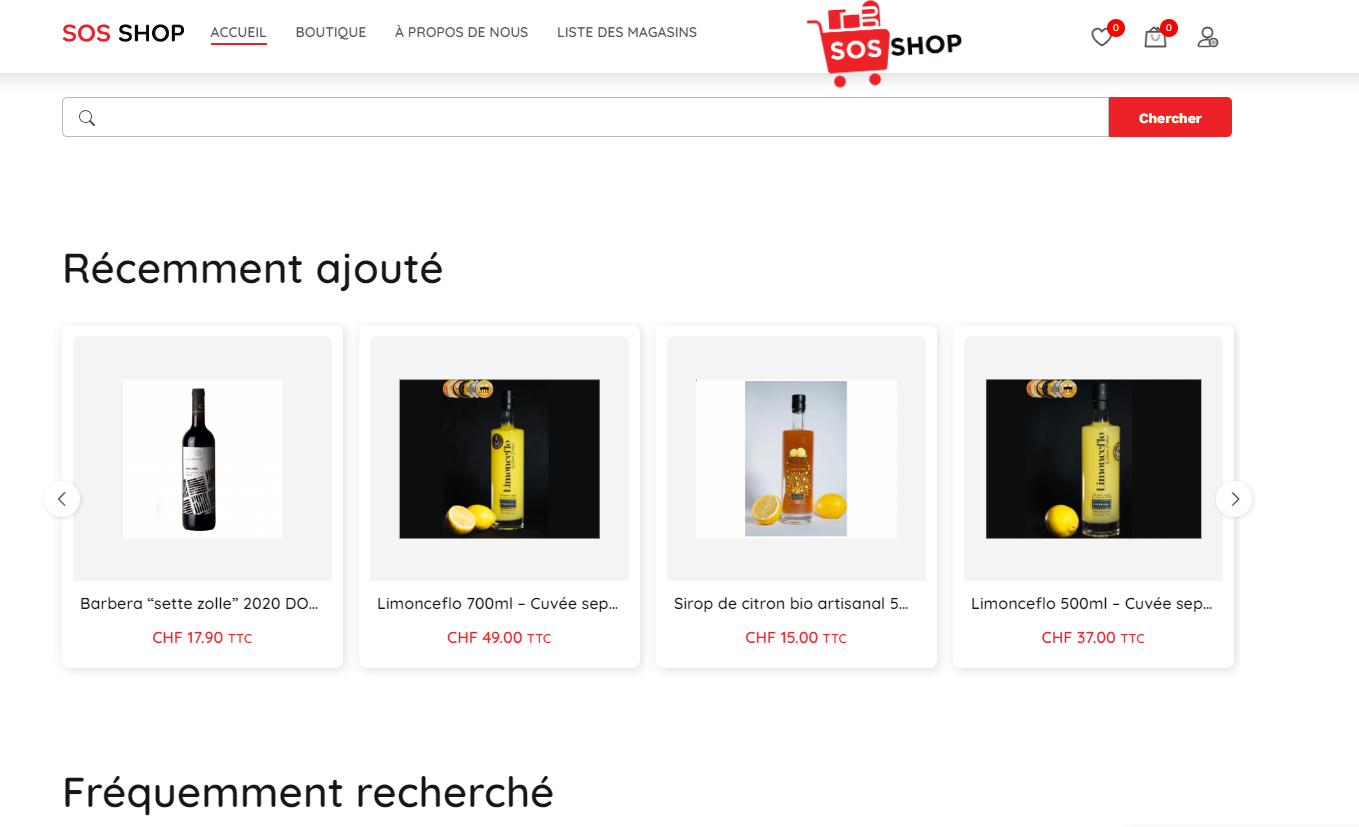 SOS SHOP
ACCUEIL
BOUTIQUE
À PROPOS DE NOUS
LISTE DES MAGASINS
SOS SHOP
0
0
Chercher
Récemment ajouté
Limonceflo
Limonceflo
Barbera “sette zolle” 2020 DO...
CHF 17.90 TTC
Limonceflo 700ml – Cuvée sep...
CHF 49.00 TTC
Sirop de citron bio artisanal 5...
CHF 15.00 TTC
Limonceflo 500ml – Cuvée sep...
CHF 37.00 TTC
Fréquemment recherché